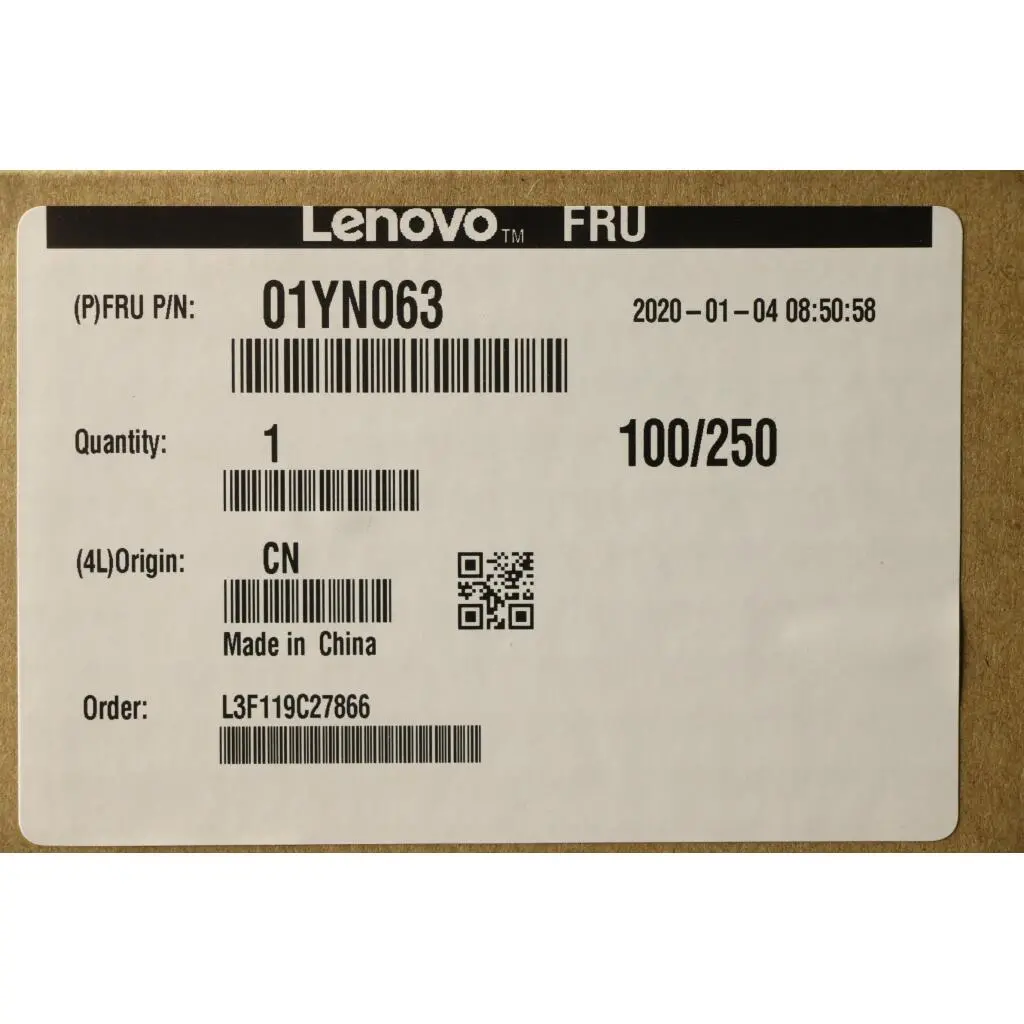 Lenovo™ FRU
(P)FRU P/N: 01YN063 2020-01-04 08:50:58
Quantity: 1 100/250
(4L)Origin: CN
Made in China
Order: L3F119C27866